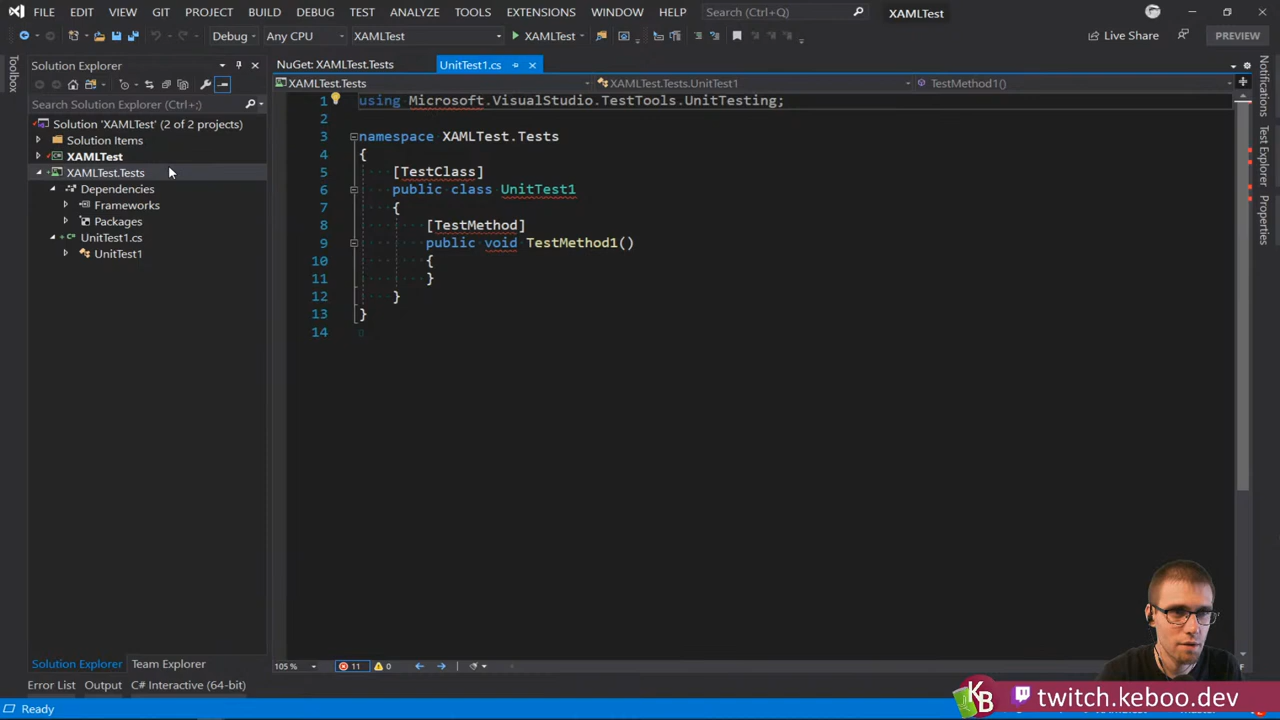 FILE EDIT VIEW GIT PROJECT BUILD DEBUG TEST ANALYZE TOOLS EXTENSIONS WINDOW HELP Search (Ctrl+Q) XAMLTest
Debug Any CPU XAMLTest XAMLTest Live Share PREVIEW
Toolbox
Solution Explorer
Search Solution Explorer (Ctrl+;)
Solution 'XAMLTest' (2 of 2 projects)
Solution Items
XAMLTest
XAMLTest.Tests
Dependencies
Frameworks
Packages
UnitTest1.cs
UnitTest1
NuGet: XAMLTest.Tests UnitTest1.cs
XAMLTest.Tests XAMLTest.Tests.UnitTest1 TestMethod1()
1 using Microsoft.VisualStudio.TestTools.UnitTesting;
2
3 namespace XAMLTest.Tests
4 {
5 [TestClass]
6 public class UnitTest1
7 {
8 [TestMethod]
9 public void TestMethod1()
10 {
11 }
12 }
13 }
14
Notifications
Test Explorer
Properties
105 % 11 0
Solution Explorer Team Explorer
Error List Output C# Interactive (64-bit)
Ready
KB twitch.keboo.dev